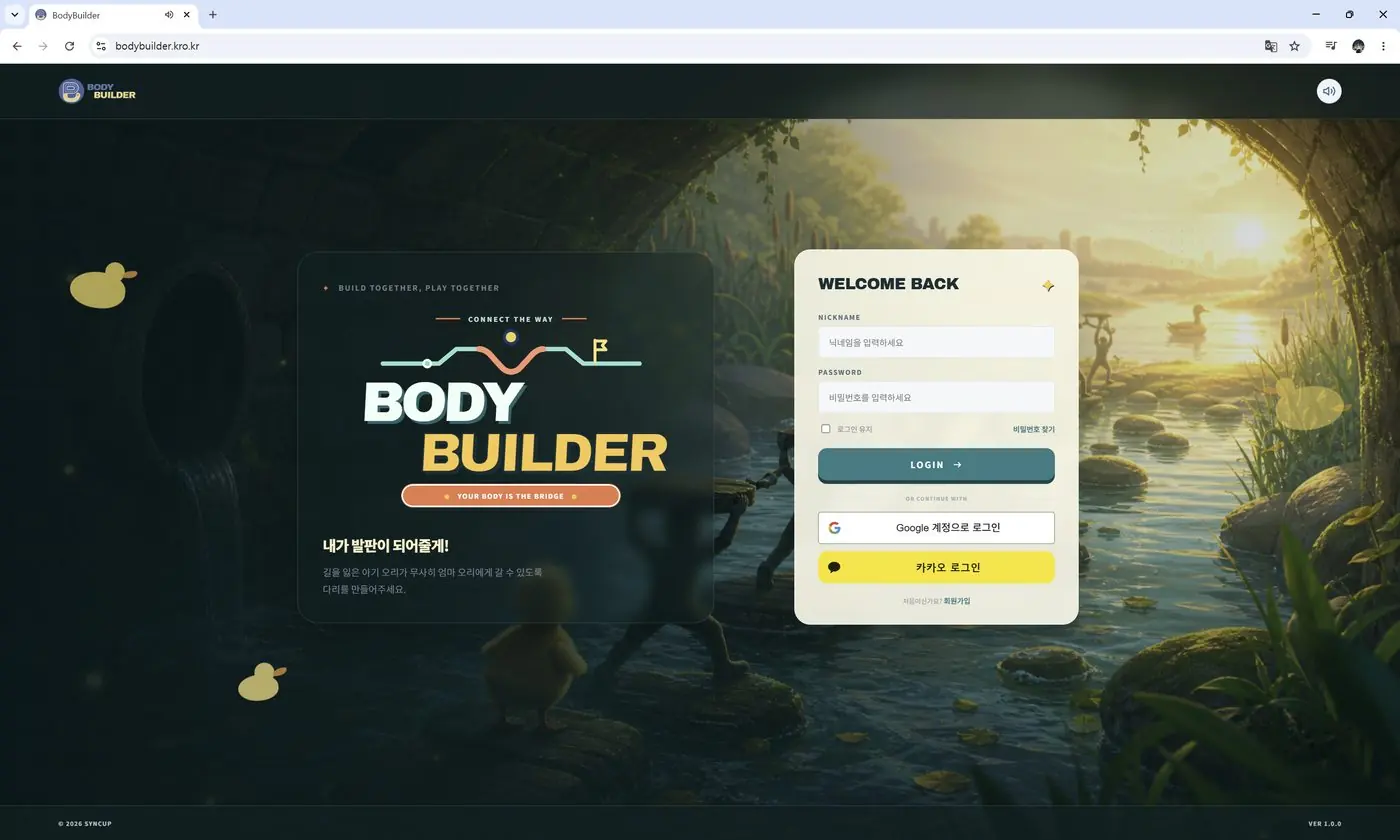 BodyBuilder
bodybuilder.kro.kr
BODY
BUILDER
BUILD TOGETHER, PLAY TOGETHER
CONNECT THE WAY
BODY
BUILDER
YOUR BODY IS THE BRIDGE
내가 발판이 되어줄게!
길을 잃은 아기 오리가 무사히 엄마 오리에게 갈 수 있도록
다리를 만들어주세요.
WELCOME BACK
NICKNAME
닉네임을 입력하세요
PASSWORD
비밀번호를 입력하세요
로그인 유지
비밀번호 찾기
LOGIN →
OR CONTINUE WITH
Google 계정으로 로그인
카카오 로그인
처음이신가요? 회원가입
© 2026 SYNCUP
VER 1.0.0